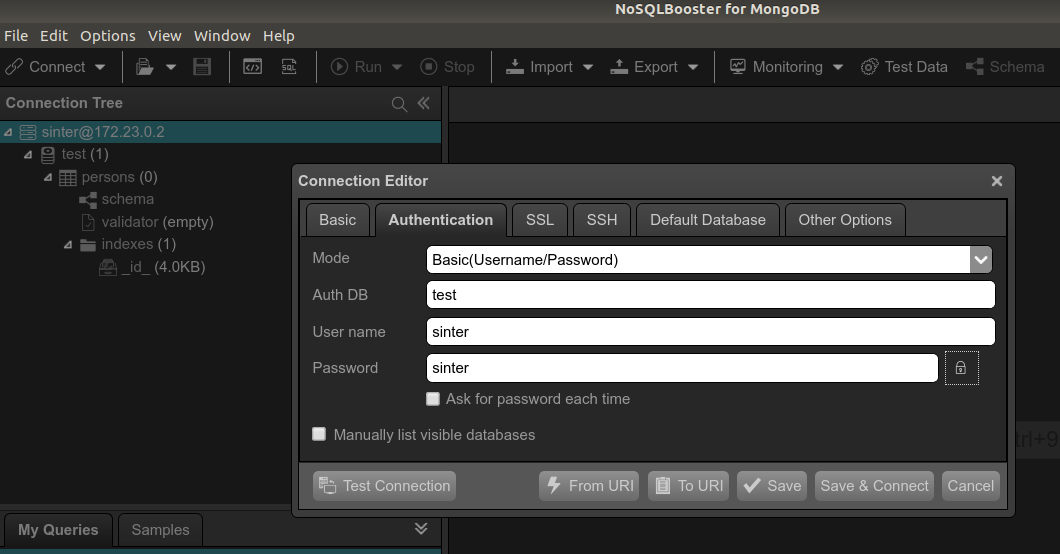 NoSQLBooster for MongoDB
File Edit Options View Window Help
Connect Run Stop Import Export Monitoring Test Data Schema
Connection Tree
sinter@172.23.0.2
test (1)
persons (0)
schema
validator (empty)
indexes (1)
_id_ (4.0KB)
Connection Editor
Basic Authentication SSL SSH Default Database Other Options
Mode Basic(Username/Password)
Auth DB test
User name sinter
Password sinter
Ask for password each time
Manually list visible databases
trl+9
Test Connection From URI To URI Save Save & Connect Cancel
My Queries Samples